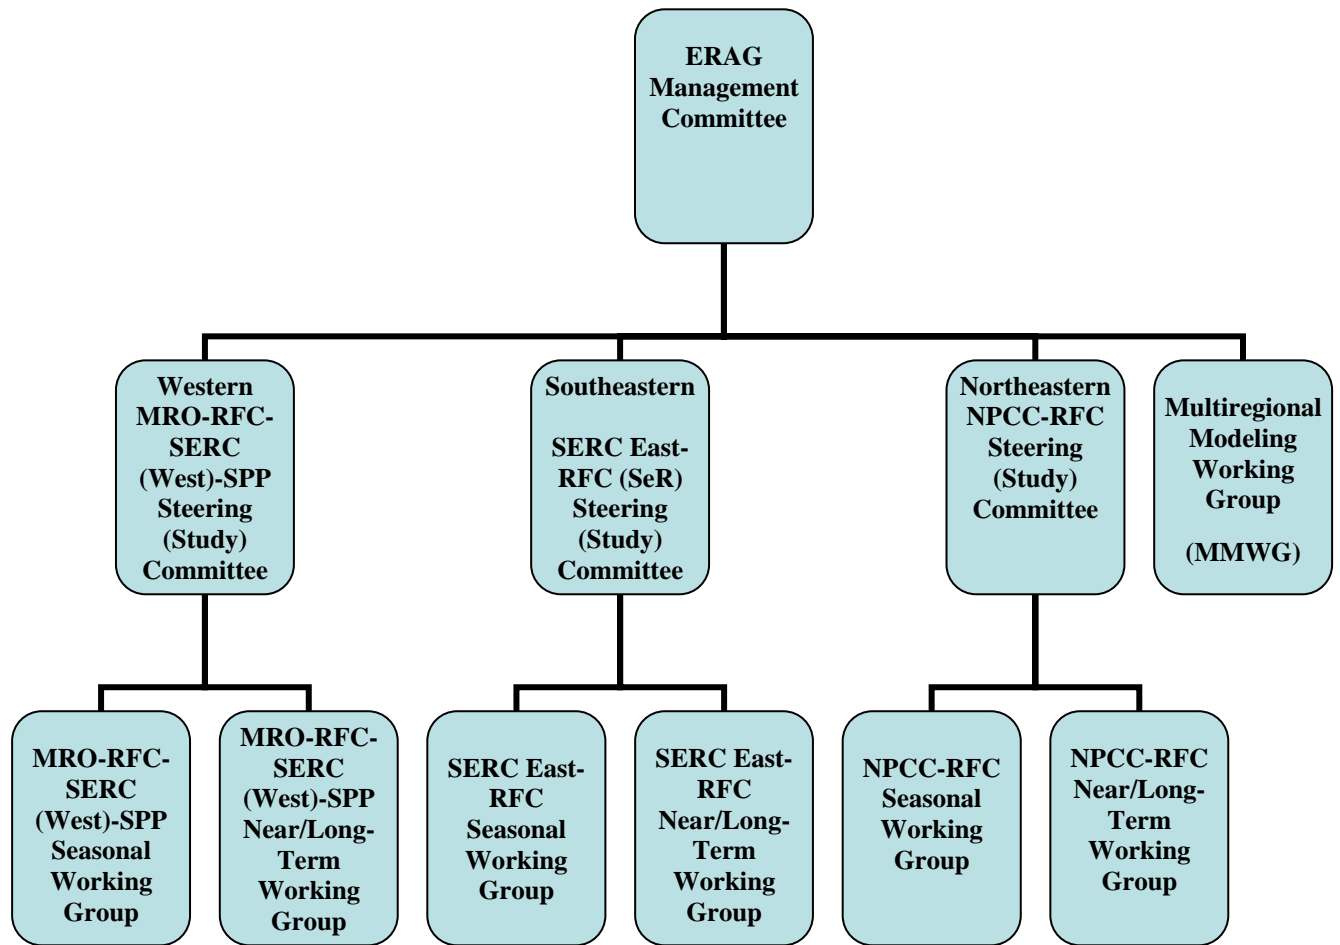 ERAG
Management
Committee
Western
MRO-RFC-
SERC
(West)-SPP
Steering
(Study)
Committee
Southeastern
SERC East-
RFC (SeR)
Steering
(Study)
Committee
Northeastern
NPCC-RFC
Steering
(Study)
Committee
Multiregional
Modeling
Working
Group
(MMWG)
MRO-RFC-
SERC
(West)-SPP
Seasonal
Working
Group
MRO-RFC-
SERC
(West)-SPP
Near/Long-
Term
Working
Group
SERC East-
RFC
Seasonal
Working
Group
SERC East-
RFC
Near/Long-
Term
Working
Group
NPCC-RFC
Seasonal
Working
Group
NPCC-RFC
Near/Long-
Term
Working
Group